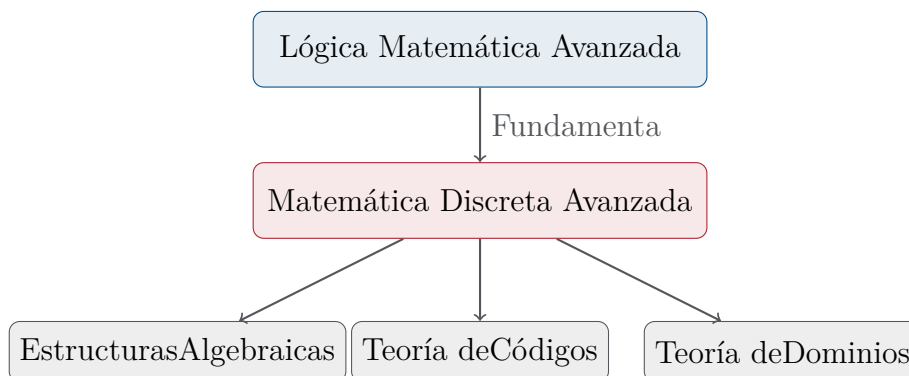 Lógica Matemática Avanzada
Fundamenta
Matemática Discreta Avanzada
EstructurasAlgebraicas
Teoría deCódigos
Teoría deDominios